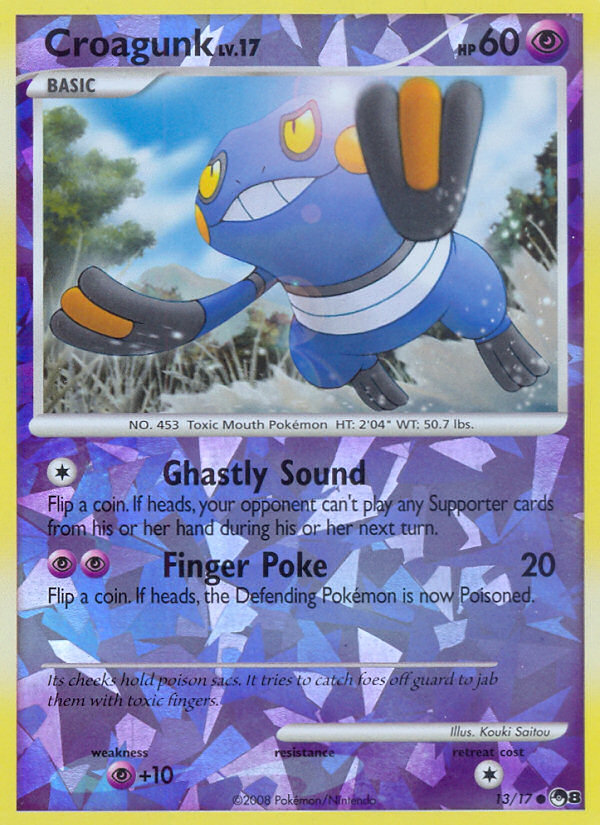 Croagunk LV.17 HP 60
BASIC
NO. 453 Toxic Mouth Pokémon HT: 2'04" WT: 50.7 lbs.
Ghastly Sound
Flip a coin. If heads, your opponent can't play any Supporter cards
from his or her hand during his or her next turn.
Finger Poke 20
Flip a coin. If heads, the Defending Pokémon is now Poisoned.
Its cheeks hold poison sacs. It tries to catch foes off guard to jab
them with toxic fingers.
Illus. Kouki Saitou
weakness resistance retreat cost
+10
©2008 Pokémon/Nintendo 13/17 8